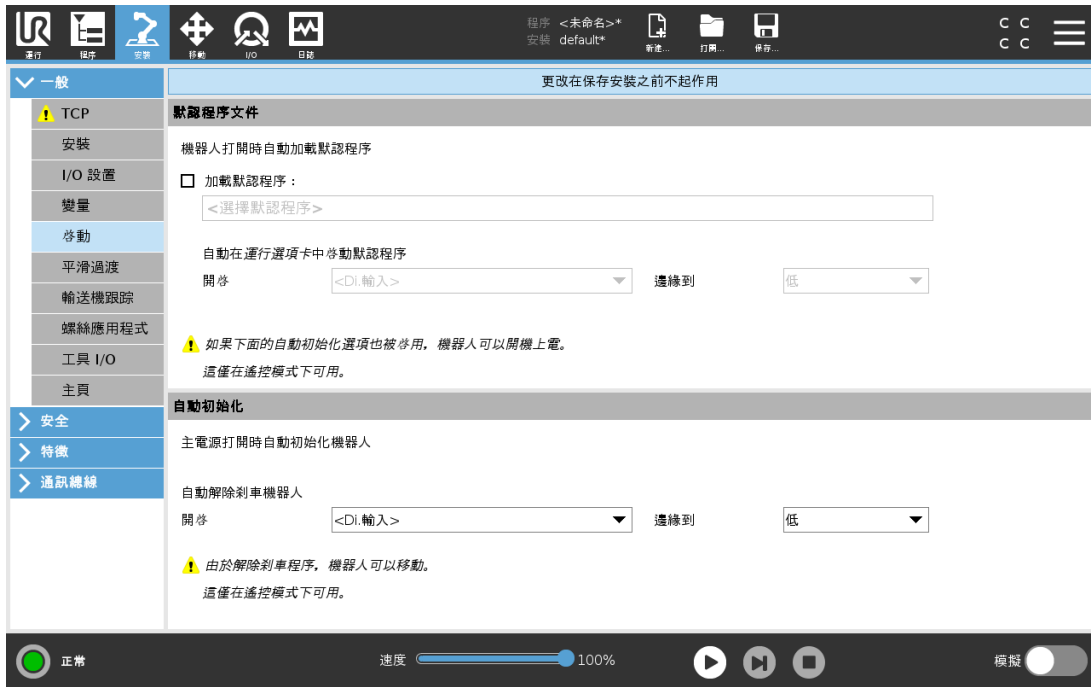 程序 <未命名>*
安裝 default*
C C
C C
運行
程序
安裝
移動
I/O
日誌
新建...
打開...
保存...
一般
TCP
安裝
I/O 設置
變量
啓動
平滑過渡
輸送機跟踪
螺絲應用程式
工具 I/O
主頁
安全
特徵
通訊總線
更改在保存安裝之前不起作用
默認程序文件
機器人打開時自動加載默認程序
加載默認程序：
<選擇默認程序>
自動在運行選項卡中啓動默認程序
開啓 <Di.輸入> 邊緣到 低
如果下面的自動初始化選項也被啓用，機器人可以開機上電。
這僅在遙控模式下可用。
自動初始化
主電源打開時自動初始化機器人
自動解除刹車機器人
開啓 <Di.輸入> 邊緣到 低
由於解除刹車程序，機器人可以移動。
這僅在遙控模式下可用。
正常
速度 100%
模擬